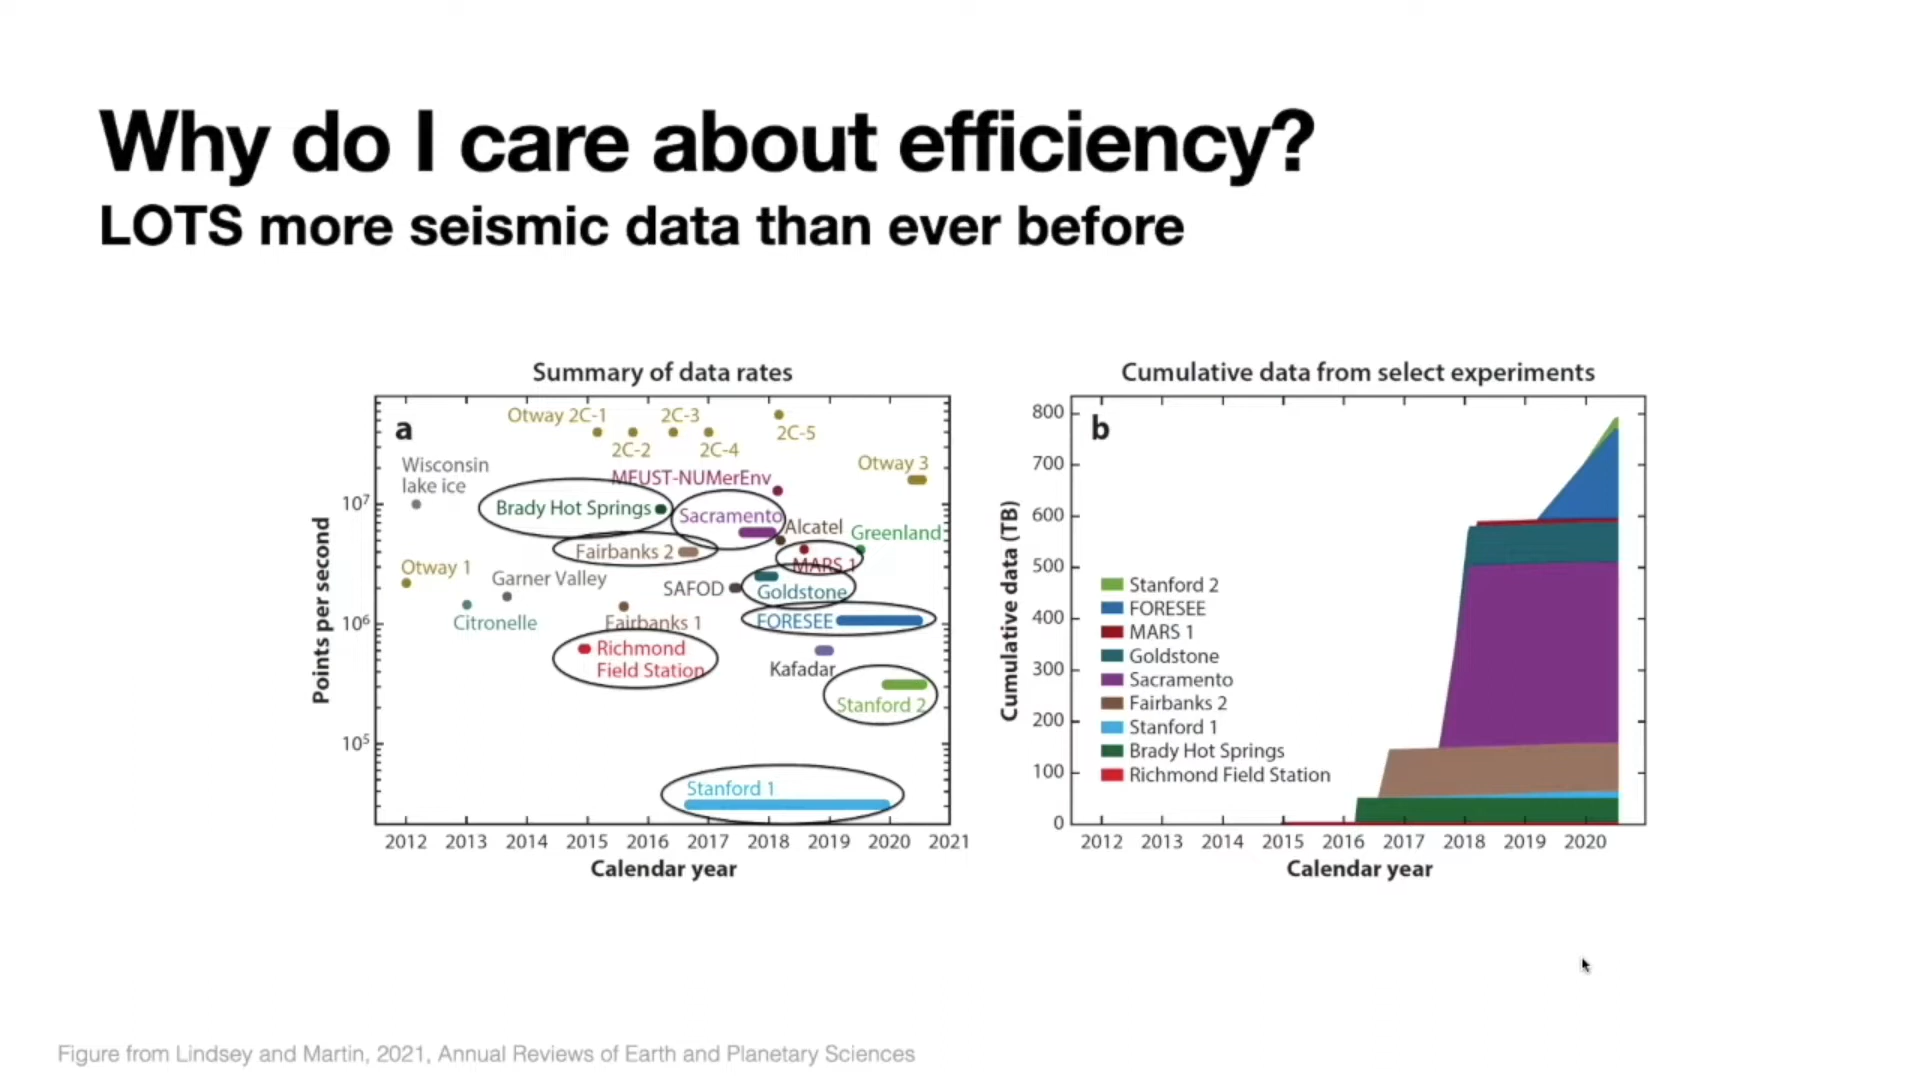 Why do I care about efficiency?
LOTS more seismic data than ever before
Summary of data rates
a
Otway 2C-1
2C-3
2C-2
2C-4
2C-5
Wisconsin
lake ice
MEUST-NUMerEnv
Otway 3
Brady Hot Springs
Sacramento
Alcatel
Greenland
Fairbanks 2
MARS 1
Otway 1
Garner Valley
SAFOD
Goldstone
Citronelle
Fairbanks 1
FORESEE
Richmond
Field Station
Kafadar
Stanford 2
Stanford 1
10⁷
10⁶
10⁵
Points per second
2012 2013 2014 2015 2016 2017 2018 2019 2020 2021
Calendar year
Cumulative data from select experiments
b
800
700
600
500
400
300
200
100
0
Cumulative data (TB)
Stanford 2
FORESEE
MARS 1
Goldstone
Sacramento
Fairbanks 2
Stanford 1
Brady Hot Springs
Richmond Field Station
2012 2013 2014 2015 2016 2017 2018 2019 2020
Calendar year
Figure from Lindsey and Martin, 2021, Annual Reviews of Earth and Planetary Sciences